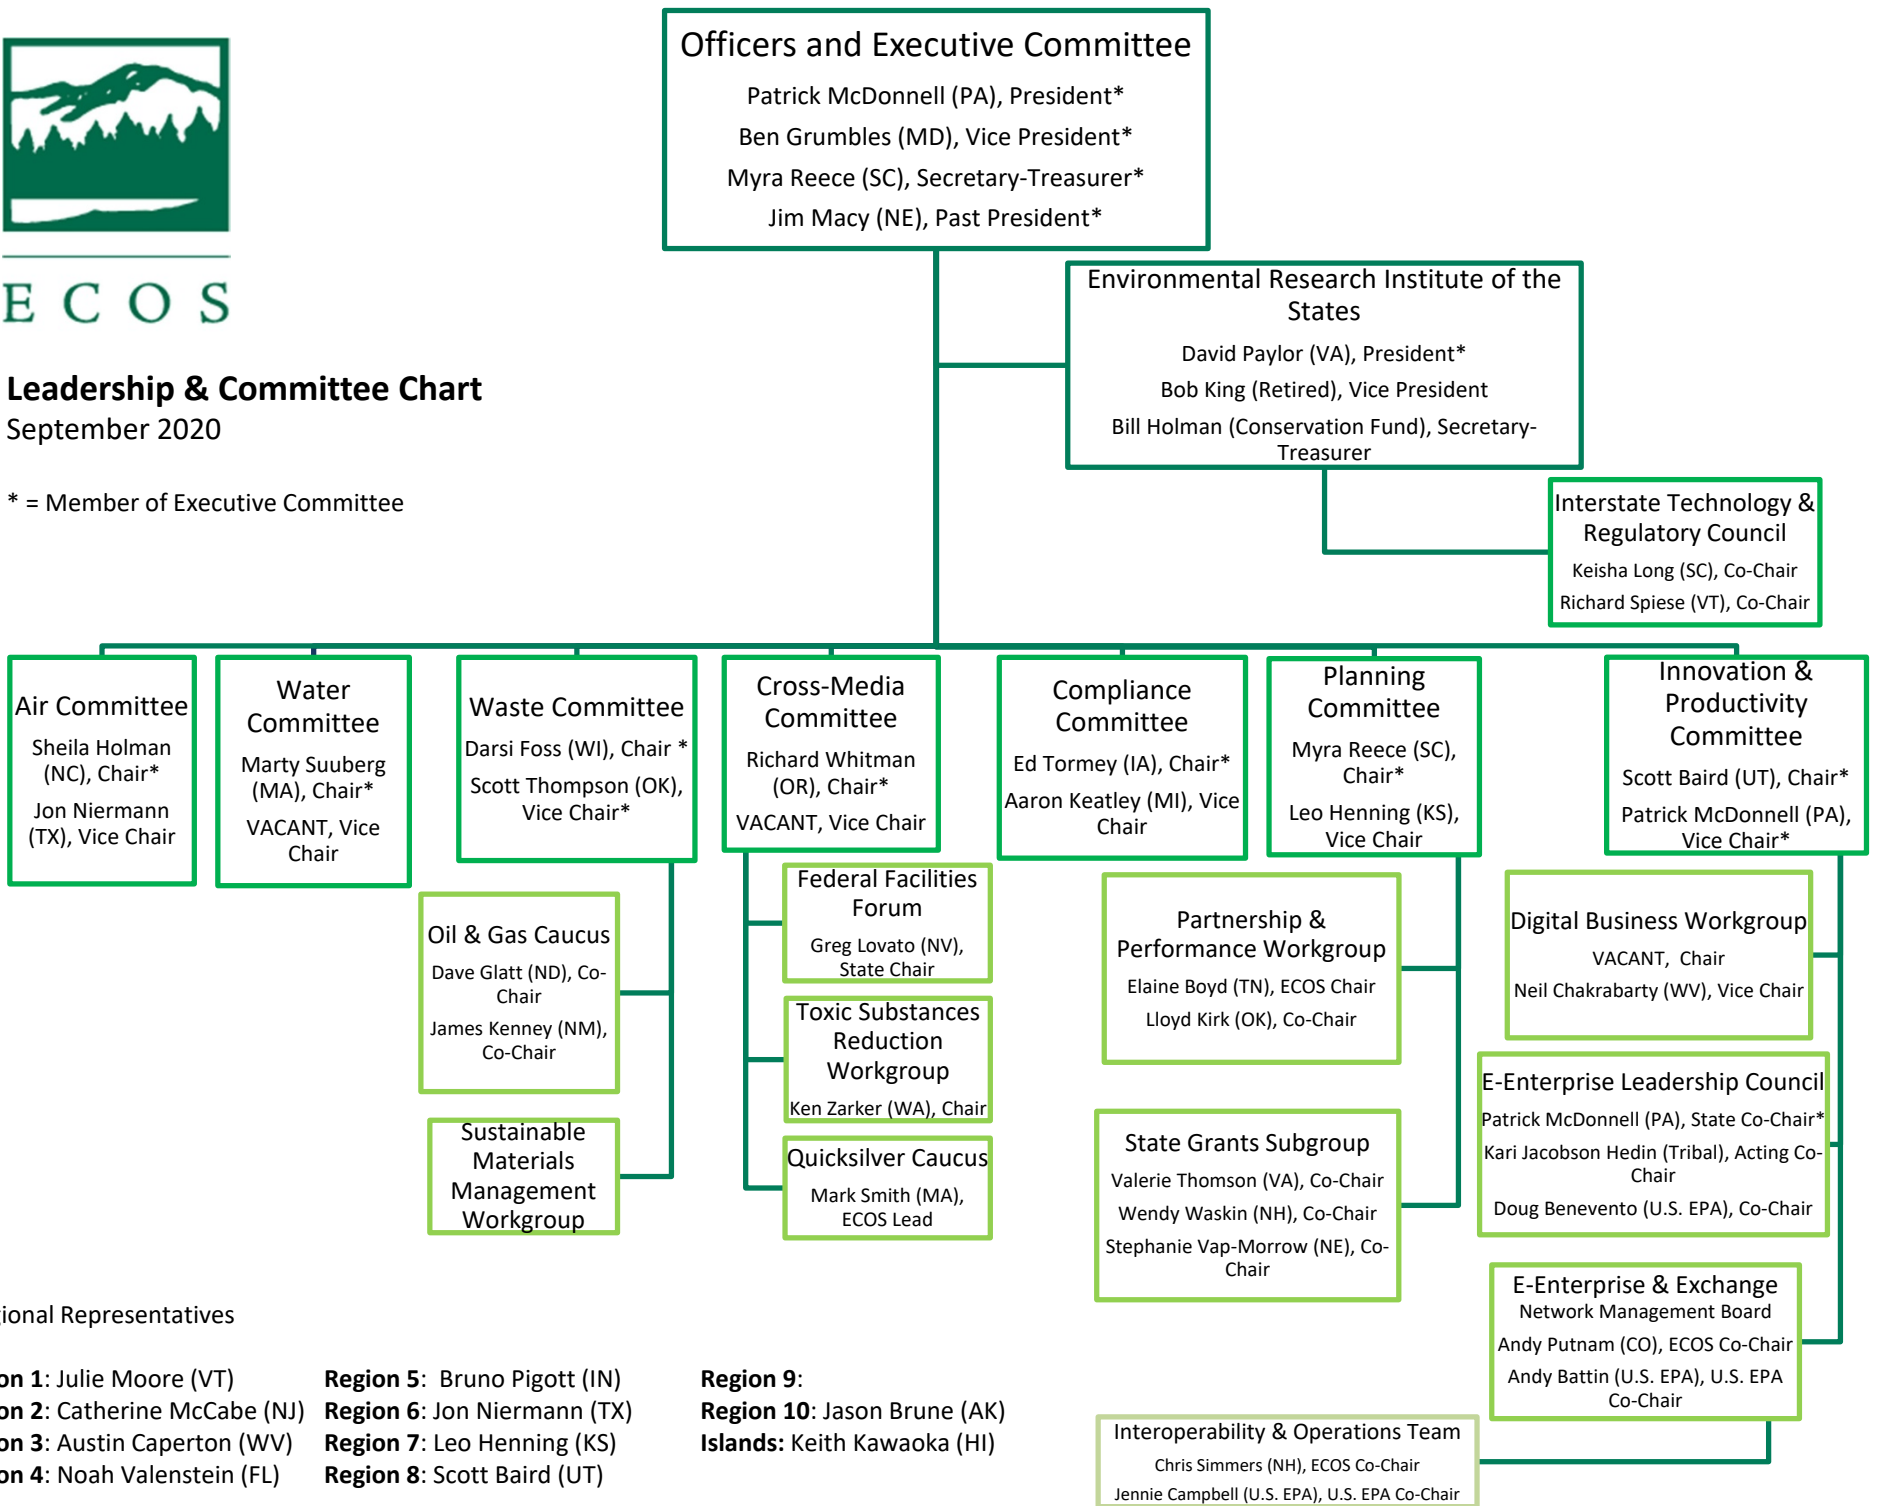 Officers and Executive Committee
Patrick McDonnell (PA), President*
Ben Grumbles (MD), Vice President*
Myra Reece (SC), Secretary-Treasurer*
Jim Macy (NE), Past President*
ECOS
Leadership & Committee Chart
September 2020
* = Member of Executive Committee
Environmental Research Institute of the
States
David Paylor (VA), President*
Bob King (Retired), Vice President
Bill Holman (Conservation Fund), Secretary-
Treasurer
Interstate Technology &
Regulatory Council
Keisha Long (SC), Co-Chair
Richard Spiese (VT), Co-Chair
Air Committee
Sheila Holman
(NC), Chair*
Jon Niermann
(TX), Vice Chair
Water
Committee
Marty Suuberg
(MA), Chair*
VACANT, Vice
Chair
Waste Committee
Darsi Foss (WI), Chair *
Scott Thompson (OK),
Vice Chair*
Cross-Media
Committee
Richard Whitman
(OR), Chair*
VACANT, Vice Chair
Compliance
Committee
Ed Tormey (IA), Chair*
Aaron Keatley (MI), Vice
Chair
Planning
Committee
Myra Reece (SC),
Chair*
Leo Henning (KS),
Vice Chair
Innovation &
Productivity
Committee
Scott Baird (UT), Chair*
Patrick McDonnell (PA),
Vice Chair*
Oil & Gas Caucus
Dave Glatt (ND), Co-
Chair
James Kenney (NM),
Co-Chair
Sustainable
Materials
Management
Workgroup
Federal Facilities
Forum
Greg Lovato (NV),
State Chair
Toxic Substances
Reduction
Workgroup
Ken Zarker (WA), Chair
Quicksilver Caucus
Mark Smith (MA),
ECOS Lead
Partnership &
Performance Workgroup
Elaine Boyd (TN), ECOS Chair
Lloyd Kirk (OK), Co-Chair
State Grants Subgroup
Valerie Thomson (VA), Co-Chair
Wendy Waskin (NH), Co-Chair
Stephanie Vap-Morrow (NE), Co-
Chair
Digital Business Workgroup
VACANT, Chair
Neil Chakrabarty (WV), Vice Chair
E-Enterprise Leadership Council
Patrick McDonnell (PA), State Co-Chair*
Kari Jacobson Hedin (Tribal), Acting Co-
Chair
Doug Benevento (U.S. EPA), Co-Chair
E-Enterprise & Exchange
Network Management Board
Andy Putnam (CO), ECOS Co-Chair
Andy Battin (U.S. EPA), U.S. EPA
Co-Chair
Interoperability & Operations Team
Chris Simmers (NH), ECOS Co-Chair
Jennie Campbell (U.S. EPA), U.S. EPA Co-Chair
gional Representatives
on 1: Julie Moore (VT)
on 2: Catherine McCabe (NJ)
on 3: Austin Caperton (WV)
on 4: Noah Valenstein (FL)
Region 5: Bruno Pigott (IN)
Region 6: Jon Niermann (TX)
Region 7: Leo Henning (KS)
Region 8: Scott Baird (UT)
Region 9:
Region 10: Jason Brune (AK)
Islands: Keith Kawaoka (HI)